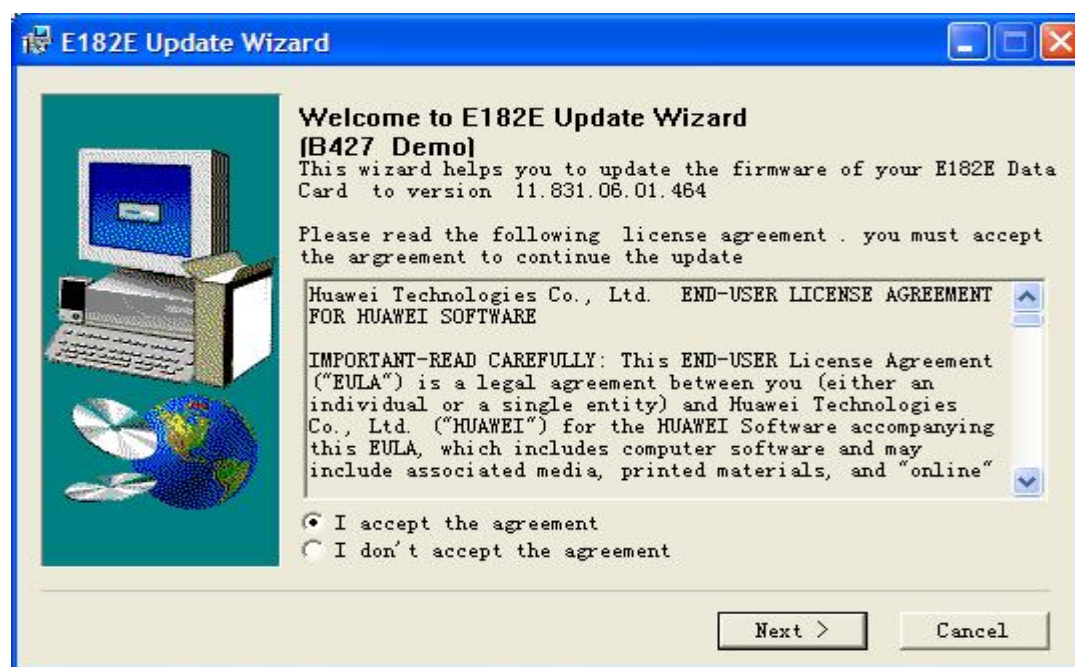 E182E Update Wizard
Welcome to E182E Update Wizard
(B427 Demo)
This wizard helps you to update the firmware of your E182E Data
Card to version 11.831.06.01.464
Please read the following license agreement . you must accept
the argreement to continue the update
Huawei Technologies Co., Ltd. END-USER LICENSE AGREEMENT
FOR HUAWEI SOFTWARE
IMPORTANT-READ CAREFULLY: This END-USER License Agreement
("EULA") is a legal agreement between you (either an
individual or a single entity) and Huawei Technologies
Co., Ltd. ("HUAWEI") for the HUAWEI Software accompanying
this EULA, which includes computer software and may
include associated media, printed materials, and "online"
I accept the agreement
I don't accept the agreement
Next >
Cancel